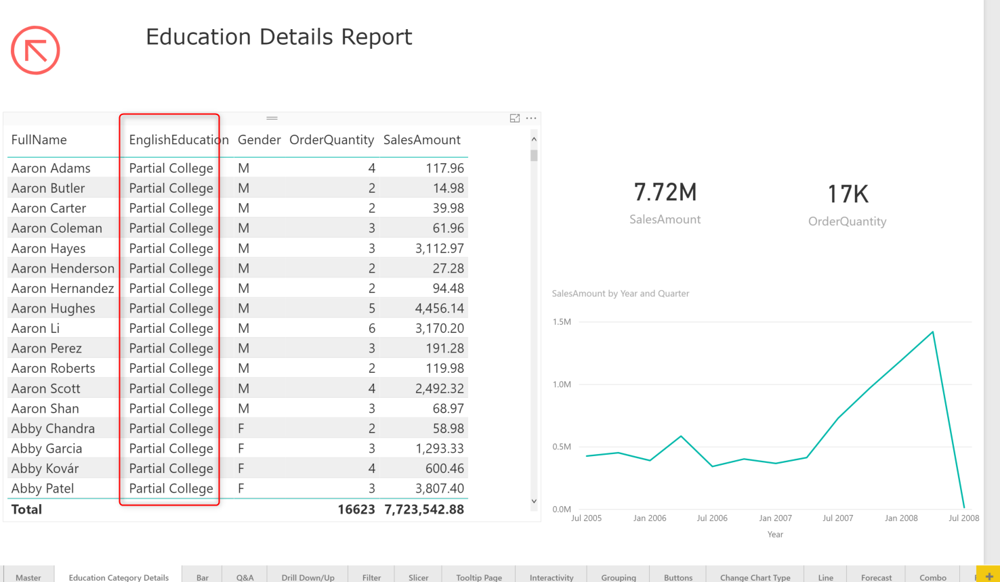 Education Details Report
FullName EnglishEducation Gender OrderQuantity SalesAmount
Aaron Adams Partial College M 4 117.96
Aaron Butler Partial College M 2 14.98
Aaron Carter Partial College M 2 39.98
Aaron Coleman Partial College M 3 61.96
Aaron Hayes Partial College M 3 3,112.97
Aaron Henderson Partial College M 2 27.28
Aaron Hernandez Partial College M 2 94.48
Aaron Hughes Partial College M 5 4,456.14
Aaron Li Partial College M 6 3,170.20
Aaron Perez Partial College M 3 191.28
Aaron Roberts Partial College M 2 119.98
Aaron Scott Partial College M 4 2,492.32
Aaron Shan Partial College M 3 68.97
Abby Chandra Partial College F 2 58.98
Abby Garcia Partial College F 3 1,293.33
Abby Kovár Partial College F 4 600.46
Abby Patel Partial College F 3 3,807.40
Total 16623 7,723,542.88
7.72M
SalesAmount
17K
OrderQuantity
SalesAmount by Year and Quarter
1.5M
1.0M
0.5M
0.0M
Jul 2005 Jan 2006 Jul 2006 Jan 2007 Jul 2007 Jan 2008 Jul 2008
Year
Master Education Category Details Bar Q&A Drill Down/Up Filter Slicer Tooltip Page Interactivity Grouping Buttons Change Chart Type Line Forecast Combo